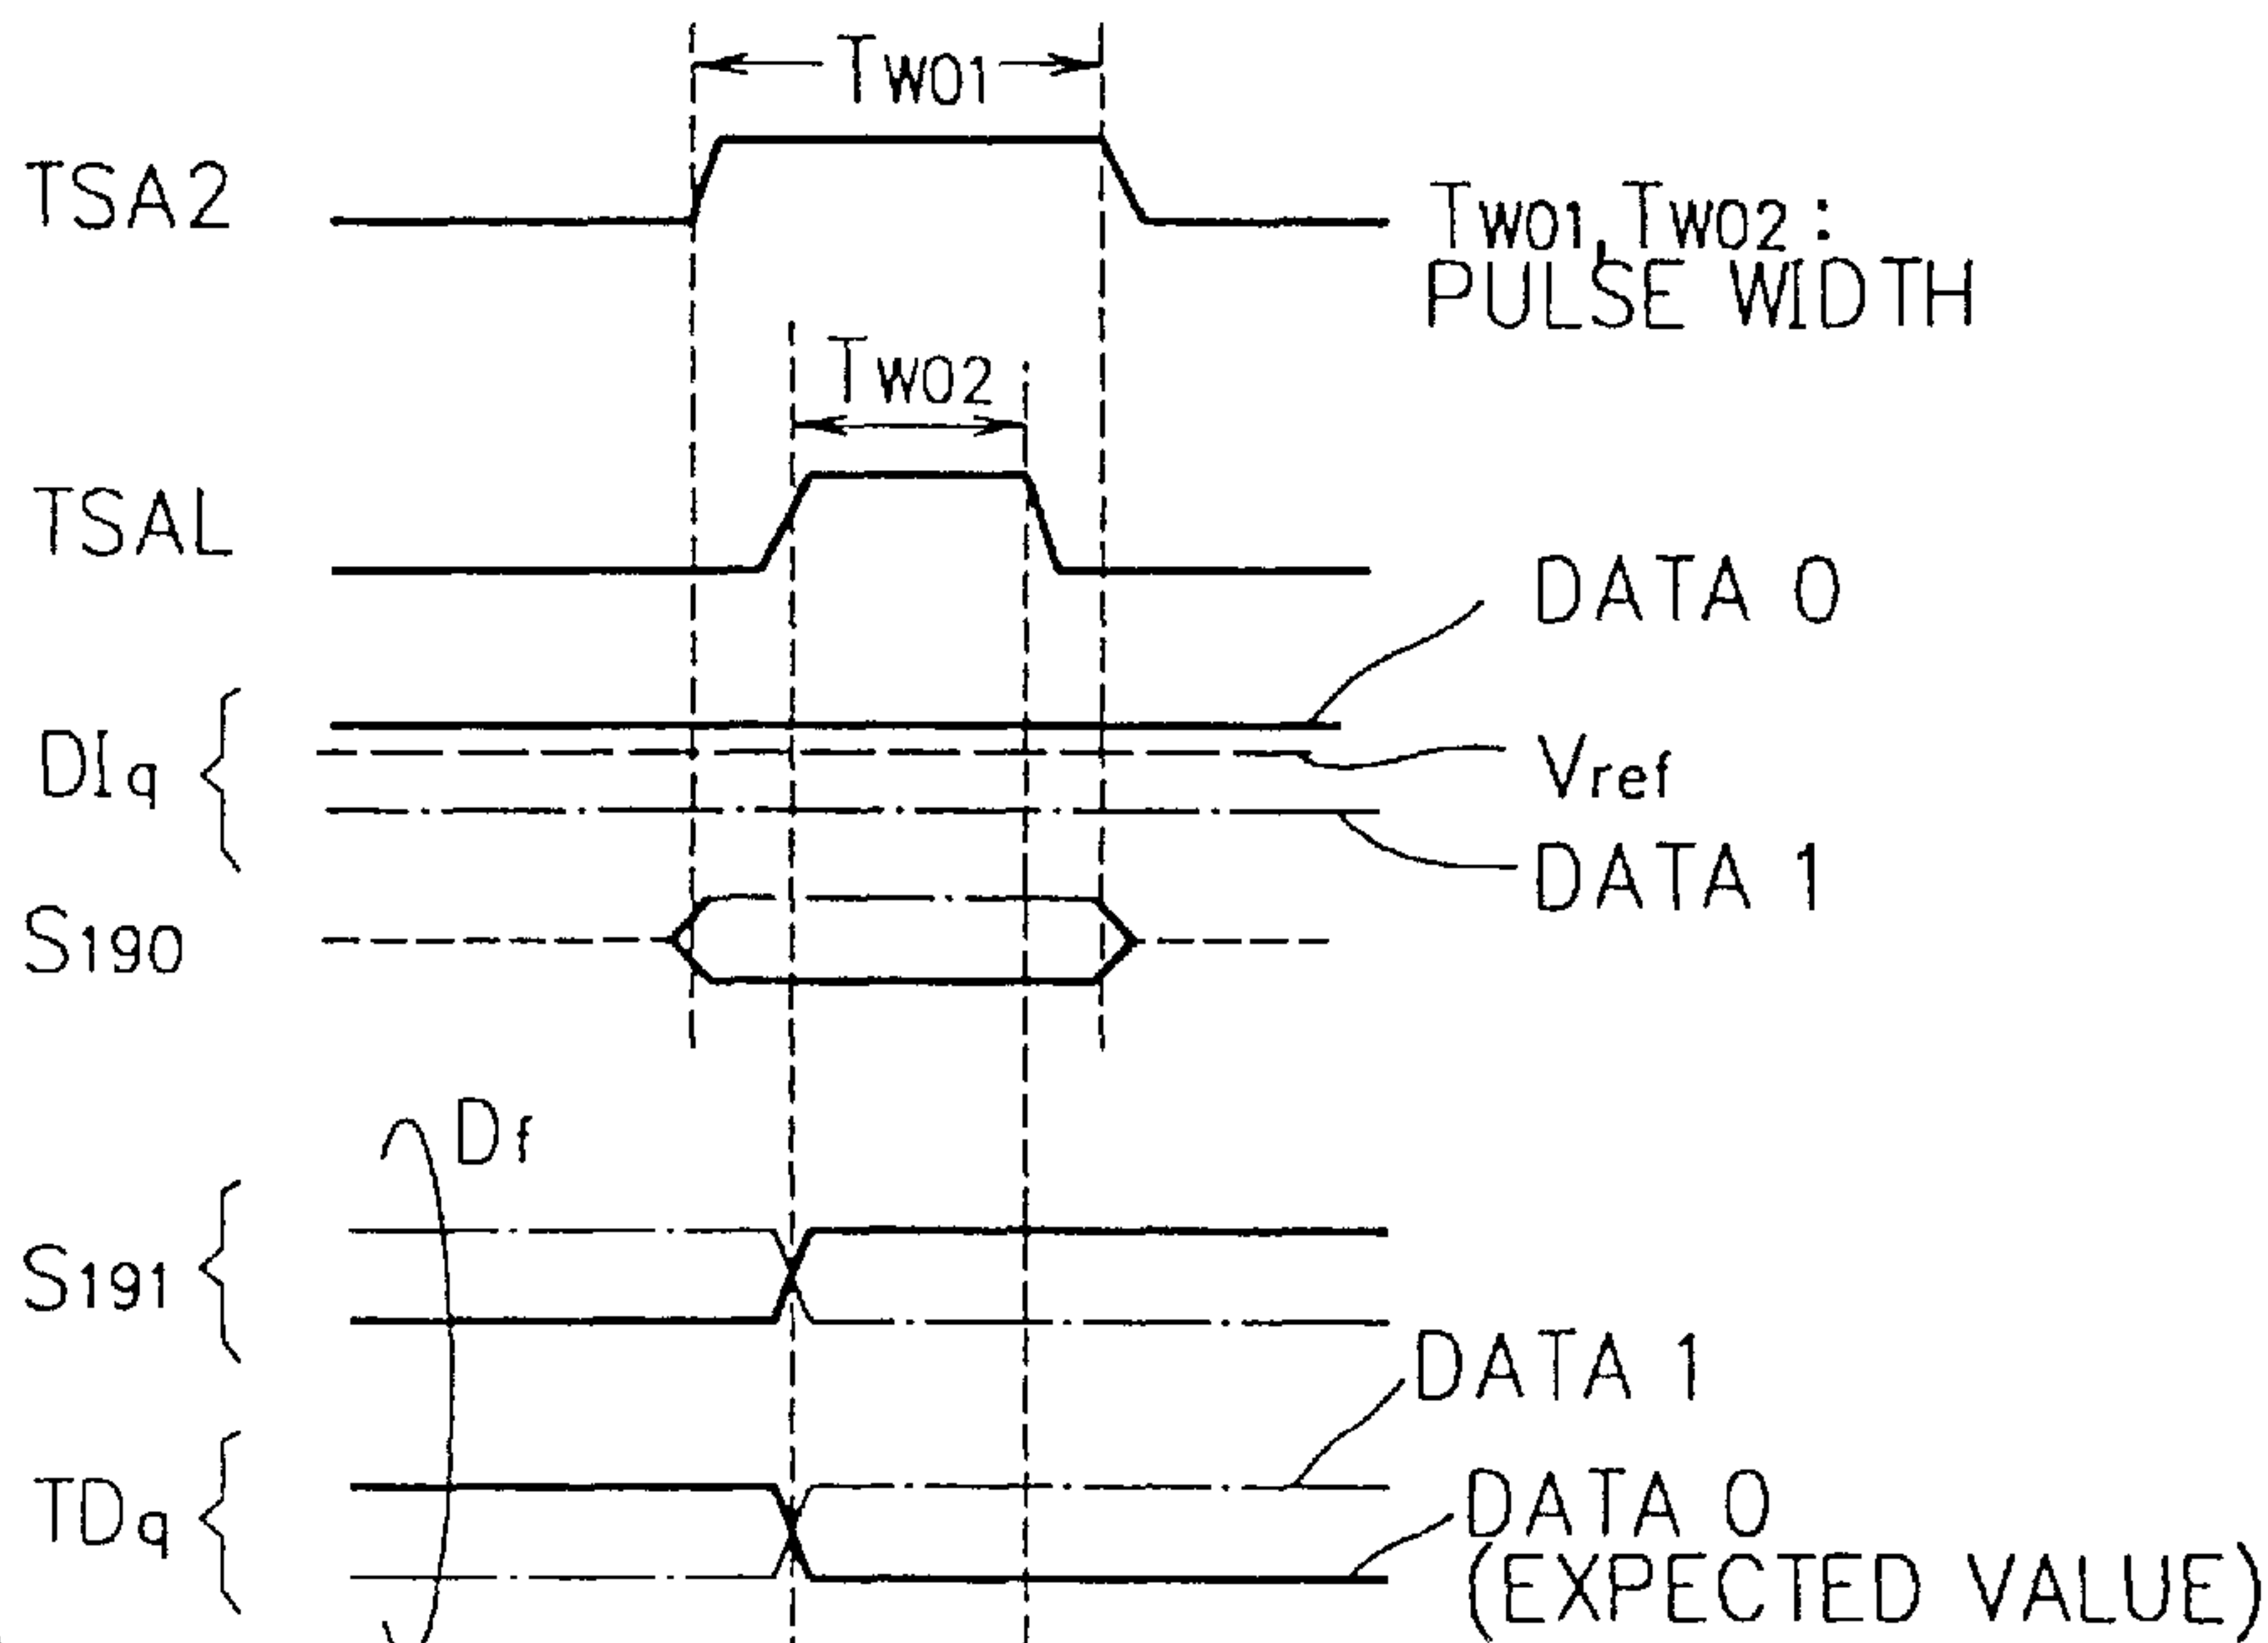 TW01
TSA2
TW01,TW02 :
PULSE WIDTH
TW02
TSAL
DATA 0
DIq
Vref
DATA 1
S190
Df
S191
DATA 1
TDq
DATA 0
(EXPECTED VALUE)